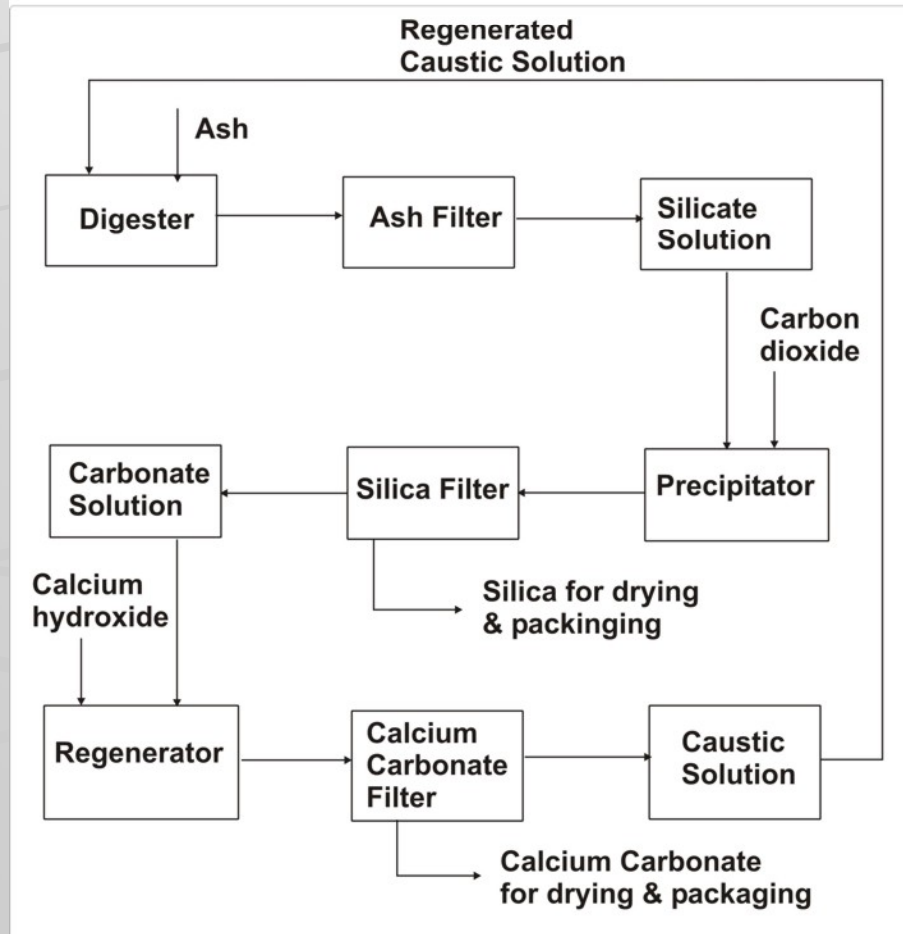 Regenerated
Caustic Solution
Ash
Digester
Ash Filter
Silicate
Solution
Carbon
dioxide
Carbonate
Solution
Silica Filter
Precipitator
Calcium
hydroxide
Silica for drying
& packinging
Regenerator
Calcium
Carbonate
Filter
Caustic
Solution
Calcium Carbonate
for drying & packaging